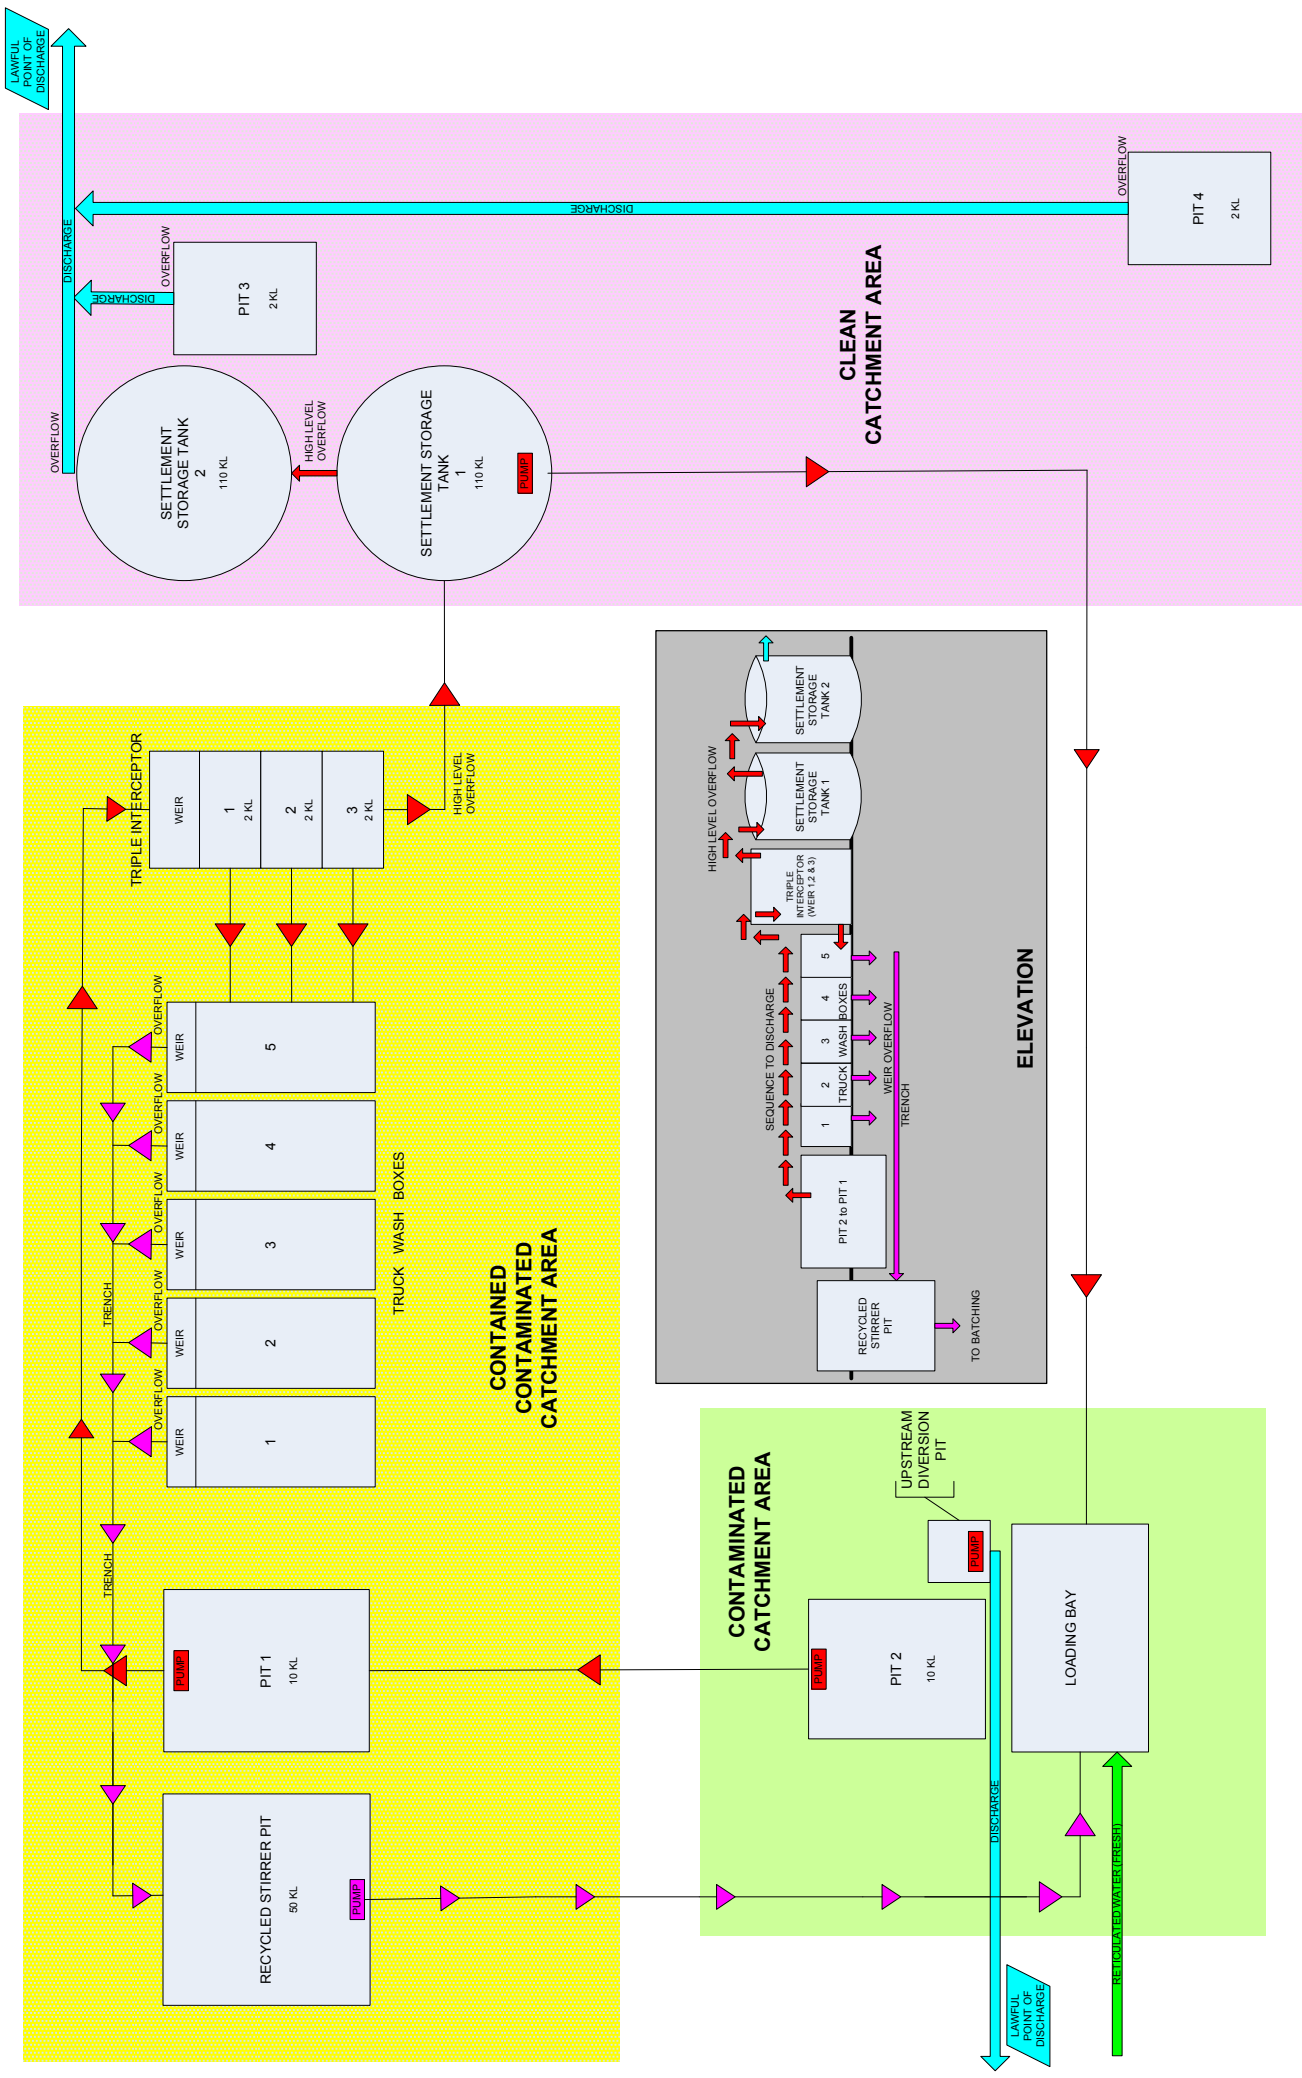 LAWFUL
POINT OF
DISCHARGE
OVERFLOW
DISCHARGE
DISCHARGE
OVERFLOW
PIT 3
2 KL
DISCHARGE
OVERFLOW
PIT 4
2 KL
SETTLEMENT
STORAGE TANK
2
110 KL
HIGH LEVEL
OVERFLOW
SETTLEMENT STORAGE
TANK
1
110 KL
PUMP
CLEAN
CATCHMENT AREA
TRIPLE INTERCEPTOR
WEIR
1
2 KL
2
2 KL
3
2 KL
HIGH LEVEL
OVERFLOW
OVERFLOW
WEIR
5
OVERFLOW
WEIR
4
OVERFLOW
WEIR
3
OVERFLOW
WEIR
2
OVERFLOW
WEIR
1
TRENCH
TRENCH
TRUCK WASH BOXES
CONTAINED
CONTAMINATED
CATCHMENT AREA
PUMP
PIT 1
10 KL
RECYCLED STIRRER PIT
50 KL
PUMP
HIGH LEVEL OVERFLOW
SETTLEMENT
STORAGE
TANK 2
SETTLEMENT
STORAGE
TANK 1
TRIPLE
INTERCEPTOR
(WEIR 1,2 & 3)
SEQUENCE TO DISCHARGE
1
2
3
4
5
TRUCK WASH BOXES
WEIR OVERFLOW
TRENCH
PIT 2 to PIT 1
RECYCLED
STIRRER
PIT
TO BATCHING
ELEVATION
CONTAMINATED
CATCHMENT AREA
UPSTREAM
DIVERSION
PIT
PUMP
PUMP
PIT 2
10 KL
DISCHARGE
LOADING BAY
RETICULATED WATER (FRESH)
LAWFUL
POINT OF
DISCHARGE